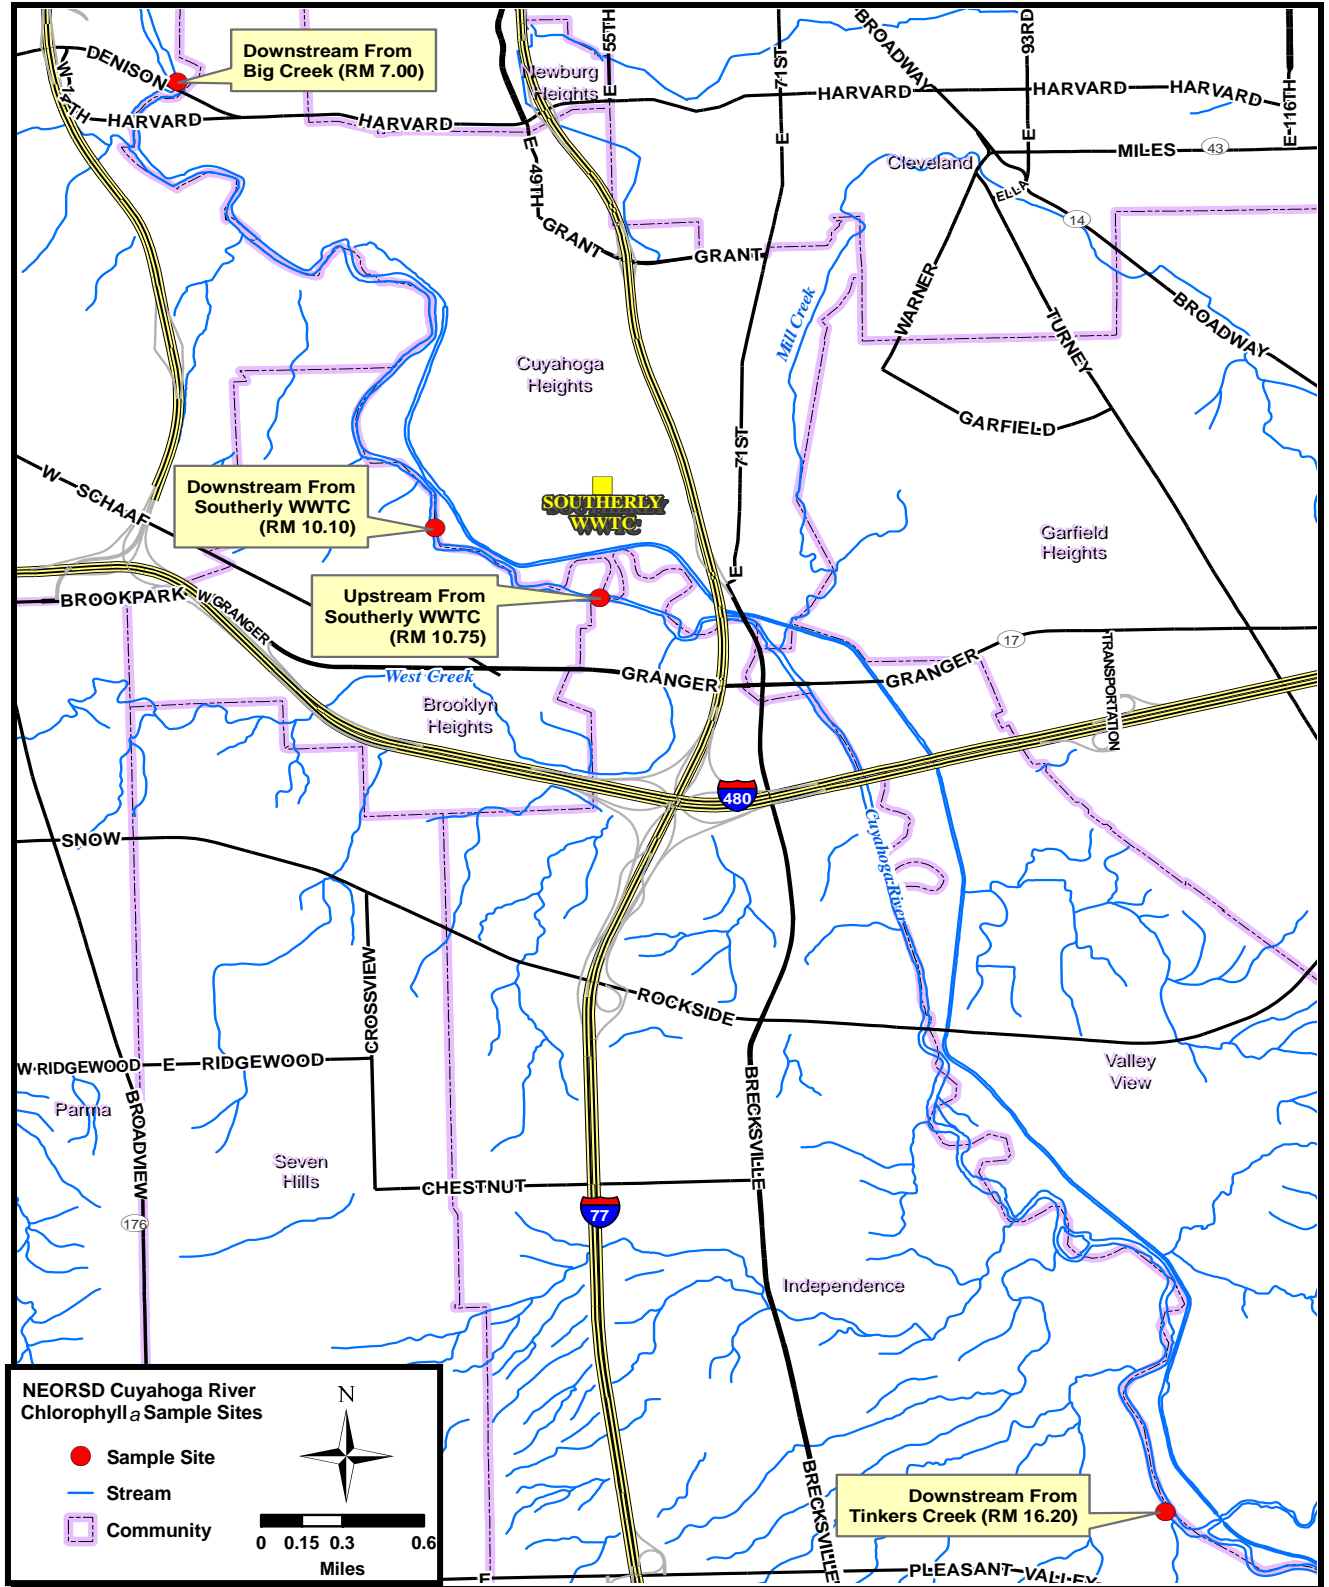 Downstream From
Big Creek (RM 7.00)
DENISON
W 14TH
HARVARD
HARVARD
Newburg
Heights
E 55TH
E 71ST
BROADWAY
E 93RD
E 116TH
HARVARD
HARVARD
HARVARD
MILES
43
Cleveland
ELLA
14
E 49TH
GRANT
GRANT
WARNER
TURNEY
BROADWAY
Mill Creek
Cuyahoga
Heights
GARFIELD
E 71ST
W SCHAAF
Downstream From
Southerly WWTC
(RM 10.10)
SOUTHERLY
WWTC
Garfield
Heights
Upstream From
Southerly WWTC
(RM 10.75)
BROOKPARK
W GRANGER
GRANGER
GRANGER
17
TRANSPORTATION
West Creek
Brooklyn
Heights
480
Cuyahoga River
SNOW
CROSSVIEW
ROCKSIDE
W RIDGEWOOD
E RIDGEWOOD
Parma
BROADVIEW
176
Seven
Hills
CHESTNUT
BRECKSVILLE
77
Valley
View
Independence
BRECKSVILLE
Downstream From
Tinkers Creek (RM 16.20)
E PLEASANT VALLEY
NEORSD Cuyahoga River
Chlorophyll a Sample Sites
N
Sample Site
Stream
Community
0 0.15 0.3 0.6
Miles